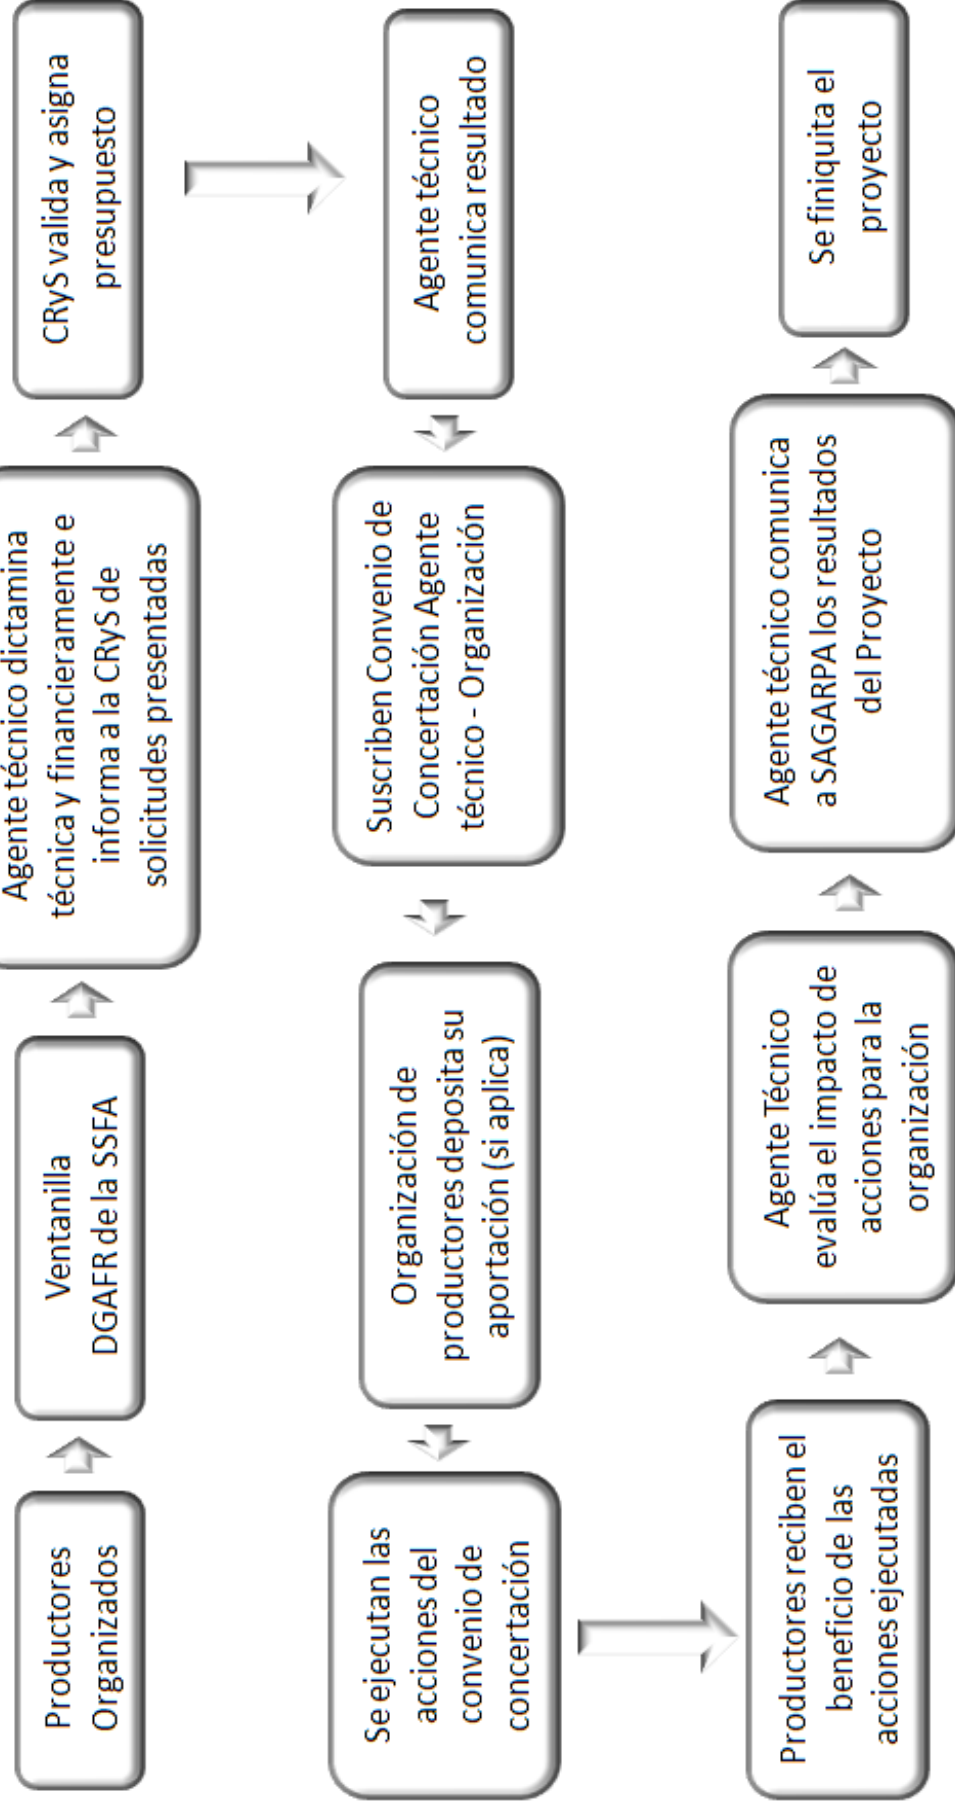 Productores
Organizados
Ventanilla
DGAFR de la SSFA
Agente técnico dictamina
técnica y financieramente e
informa a la CRyS de
solicitudes presentadas
CRyS valida y asigna
presupuesto
Agente técnico
comunica resultado
Suscriben Convenio de
Concertación Agente
técnico - Organización
Organización de
productores deposita su
aportación (si aplica)
Se ejecutan las
acciones del
convenio de
concertación
Productores reciben el
beneficio de las
acciones ejecutadas
Agente Técnico
evalúa el impacto de
acciones para la
organización
Agente técnico comunica
a SAGARPA los resultados
del Proyecto
Se finiquita el
proyecto